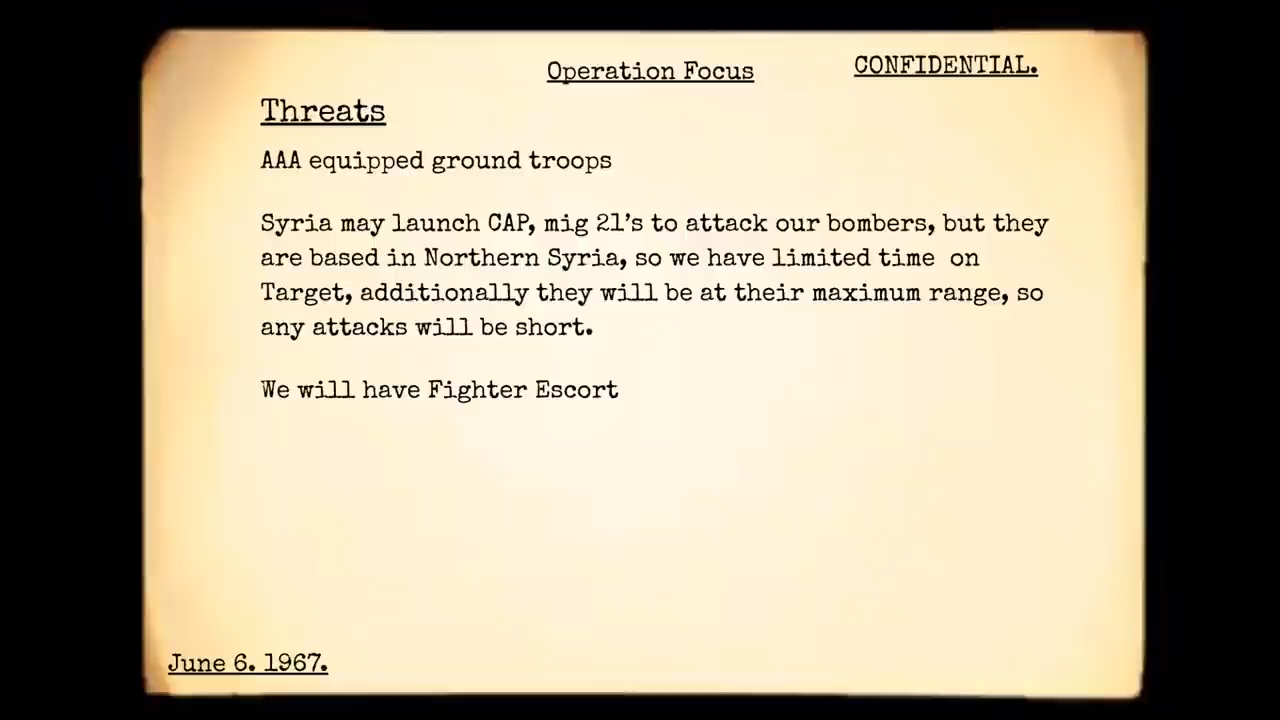 Operation Focus
CONFIDENTIAL.
Threats
AAA equipped ground troops
Syria may launch CAP, mig 21's to attack our bombers, but they
are based in Northern Syria, so we have limited time on
Target, additionally they will be at their maximum range, so
any attacks will be short.
We will have Fighter Escort
June 6. 1967.